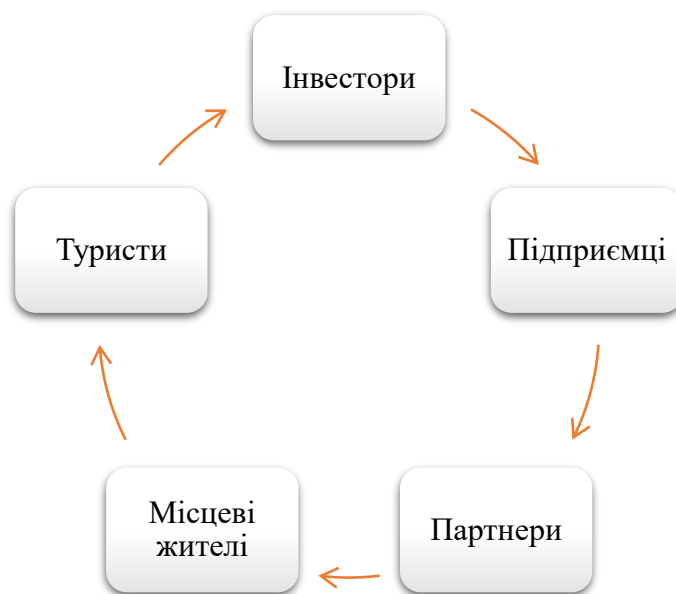 Інвестори
Підприємці
Партнери
Місцеві
жителі
Туристи